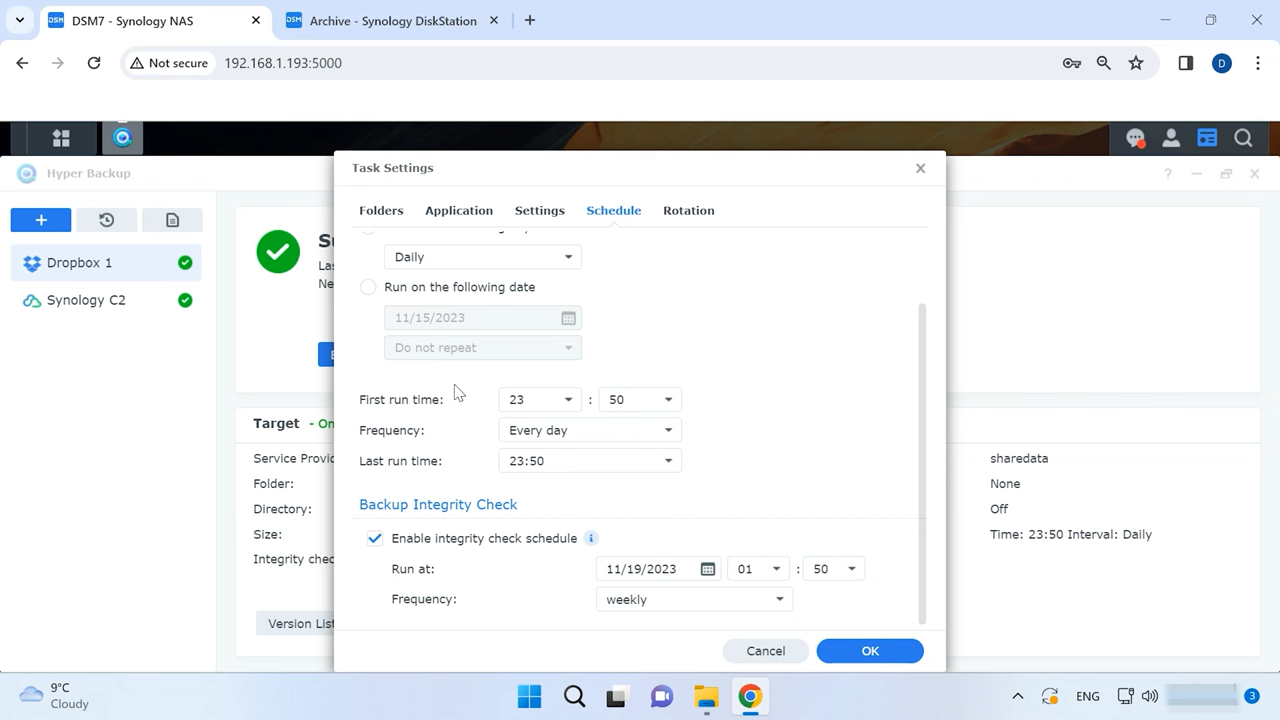 DSM7 - Synology NAS
Archive - Synology DiskStation
Not secure
192.168.1.193:5000
D
Hyper Backup
Task Settings
Folders Application Settings Schedule Rotation
Dropbox 1
Synology C2
Daily
Run on the following date
11/15/2023
Do not repeat
First run time: 23 : 50
Frequency: Every day
Last run time: 23:50
Backup Integrity Check
Enable integrity check schedule
Run at: 11/19/2023 01 : 50
Frequency: weekly
Cancel OK
Target - On
Service Provid
Folder:
Directory:
Size:
Integrity chec
Version List
sharedata
None
Off
Time: 23:50 Interval: Daily
9°C
Cloudy
ENG
3